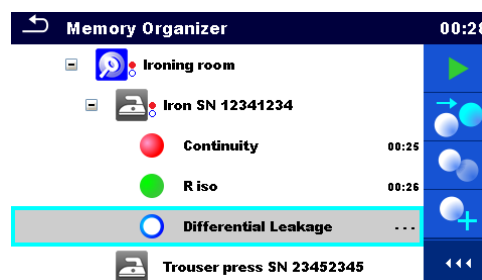 Memory Organizer 00:28
Ironing room
Iron SN 12341234
Continuity 00:25
R iso 00:26
Differential Leakage ---
Trouser press SN 23452345